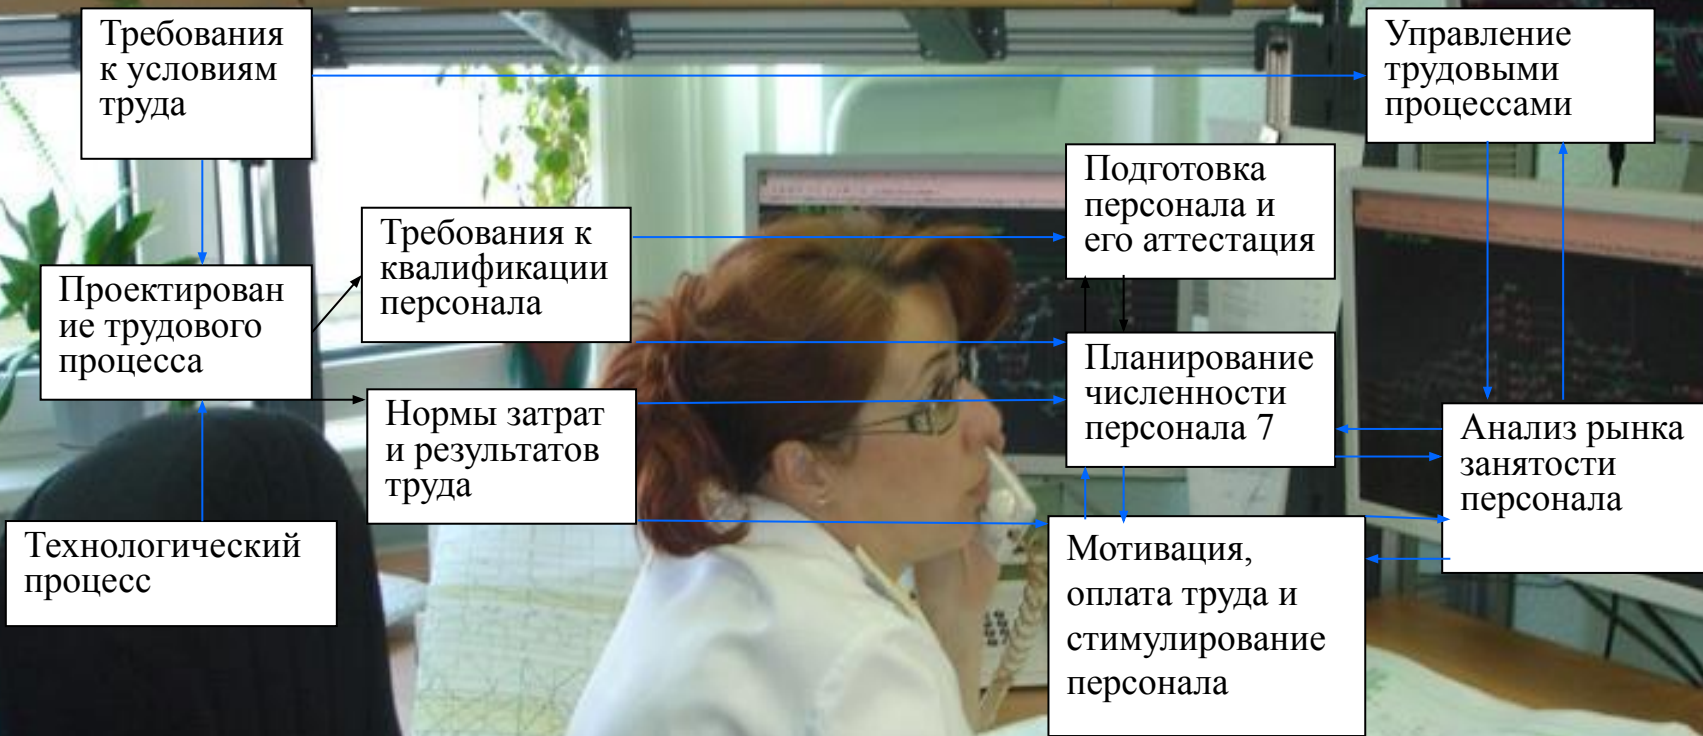 Требования
к условиям
труда
Управление
трудовыми
процессами
Подготовка
персонала и
его аттестация
Требования к
квалификации
персонала
Проектирован
ие трудового
процесса
Планирование
численности
персонала 7
Нормы затрат
и результатов
труда
Анализ рынка
занятости
персонала
Технологический
процесс
Мотивация,
оплата труда и
стимулирование
персонала